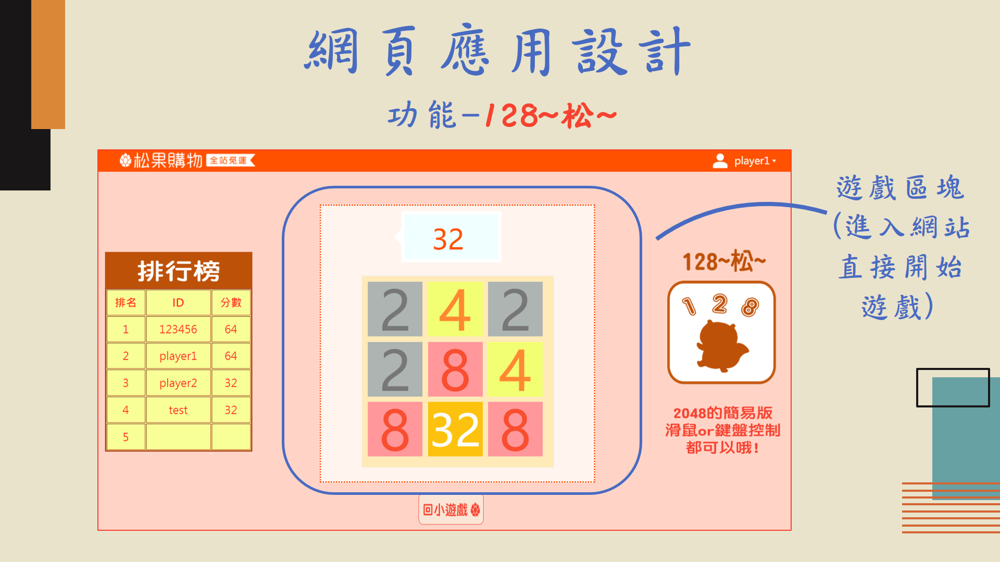 網頁應用設計
功能-128~松~
松果購物 全站免運
player1
排行榜
排名 ID 分數
1 123456 64
2 player1 64
3 player2 32
4 test 32
5
32
2 4 2
2 8 4
8 32 8
回小遊戲
128~松~
1 2 8
2048的簡易版
滑鼠or鍵盤控制
都可以哦!
遊戲區塊
(進入網站
直接開始
遊戲)